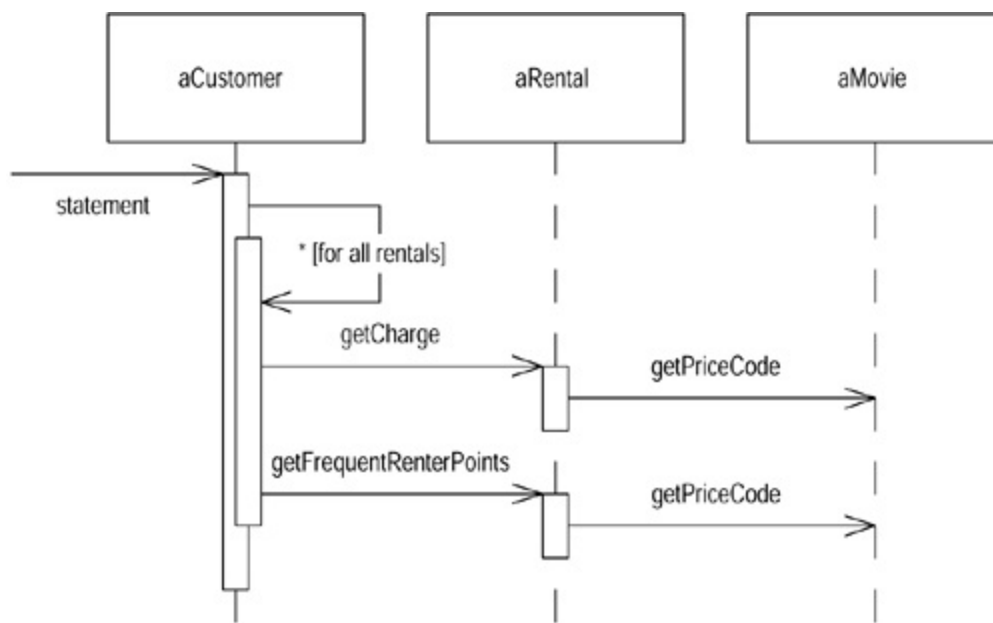 aCustomer
aRental
aMovie
statement
* [for all rentals]
getCharge
getPriceCode
getFrequentRenterPoints
getPriceCode